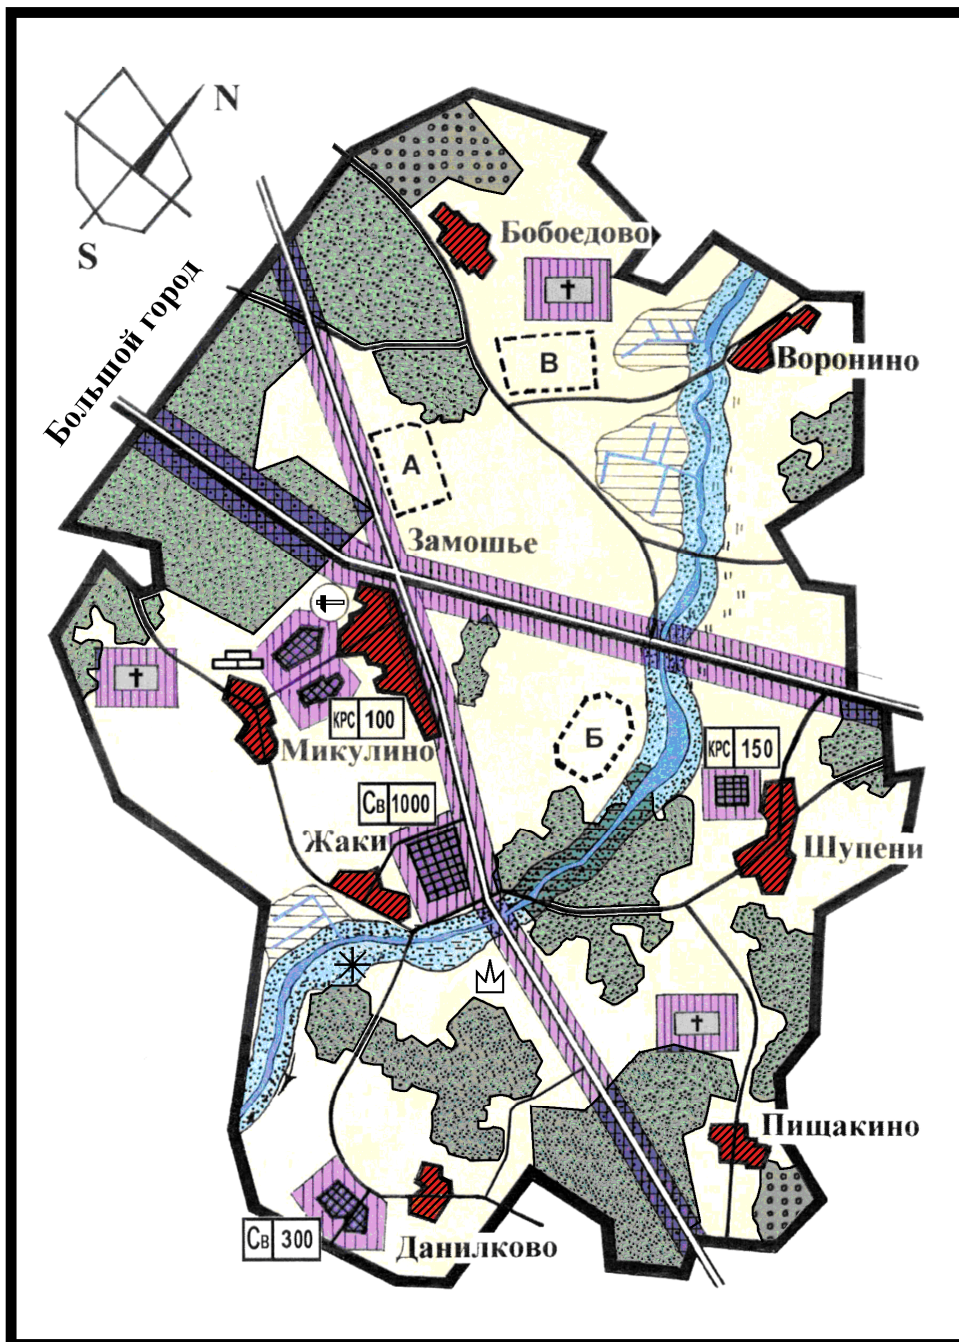 N
S
Большой город
Бобоедово
В
Воронино
А
Замошье
КРС 100
Микулино
Б
КРС 150
Св 1000
Жаки
Шупени
Пищакино
Св 300
Данилково